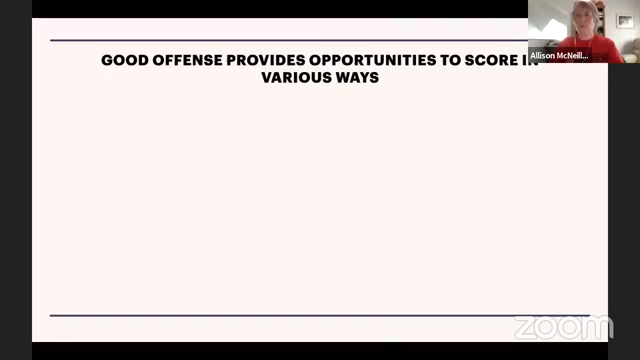 GOOD OFFENSE PROVIDES OPPORTUNITIES TO SCORE IN
VARIOUS WAYS
Allison McNeill...
zoom